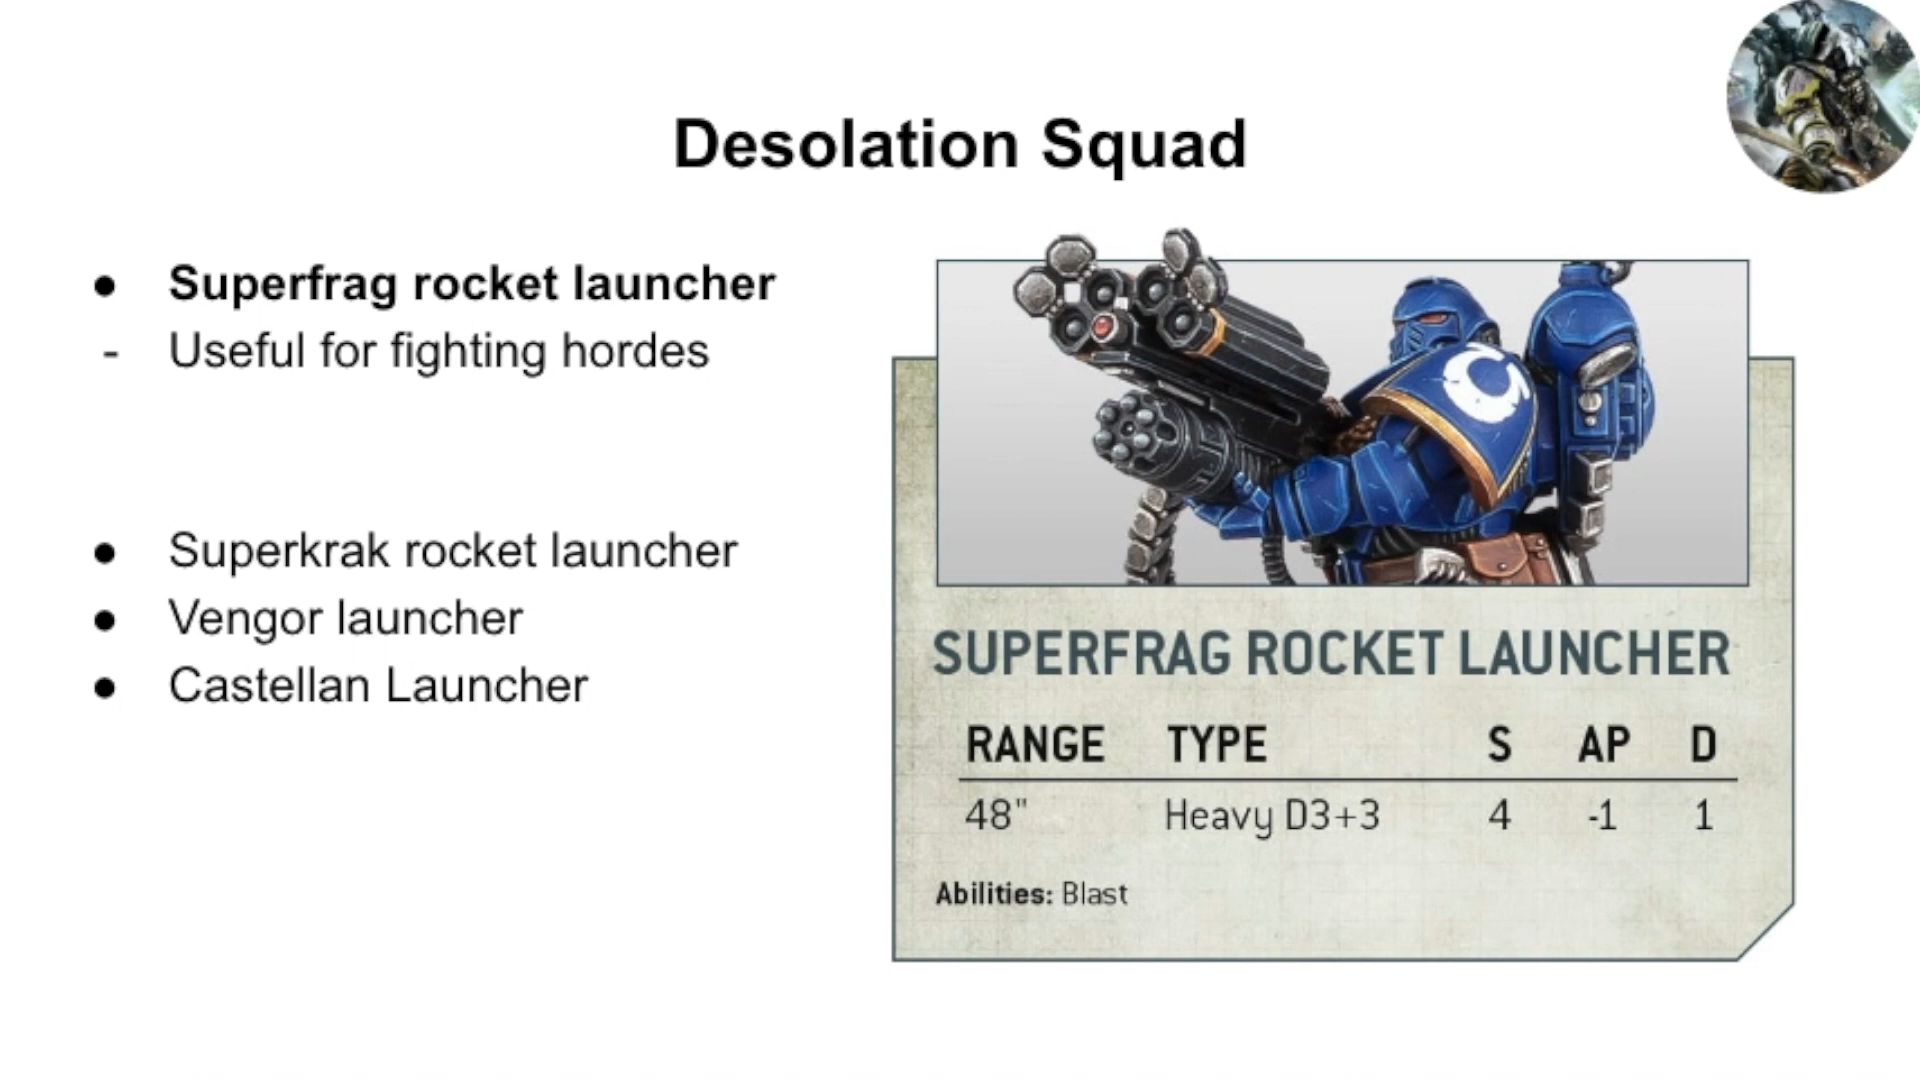 Desolation Squad
● Superfrag rocket launcher
- Useful for fighting hordes
● Superkrak rocket launcher
● Vengor launcher
● Castellan Launcher
SUPERFRAG ROCKET LAUNCHER
RANGE TYPE S AP D
48" Heavy D3+3 4 -1 1
Abilities: Blast